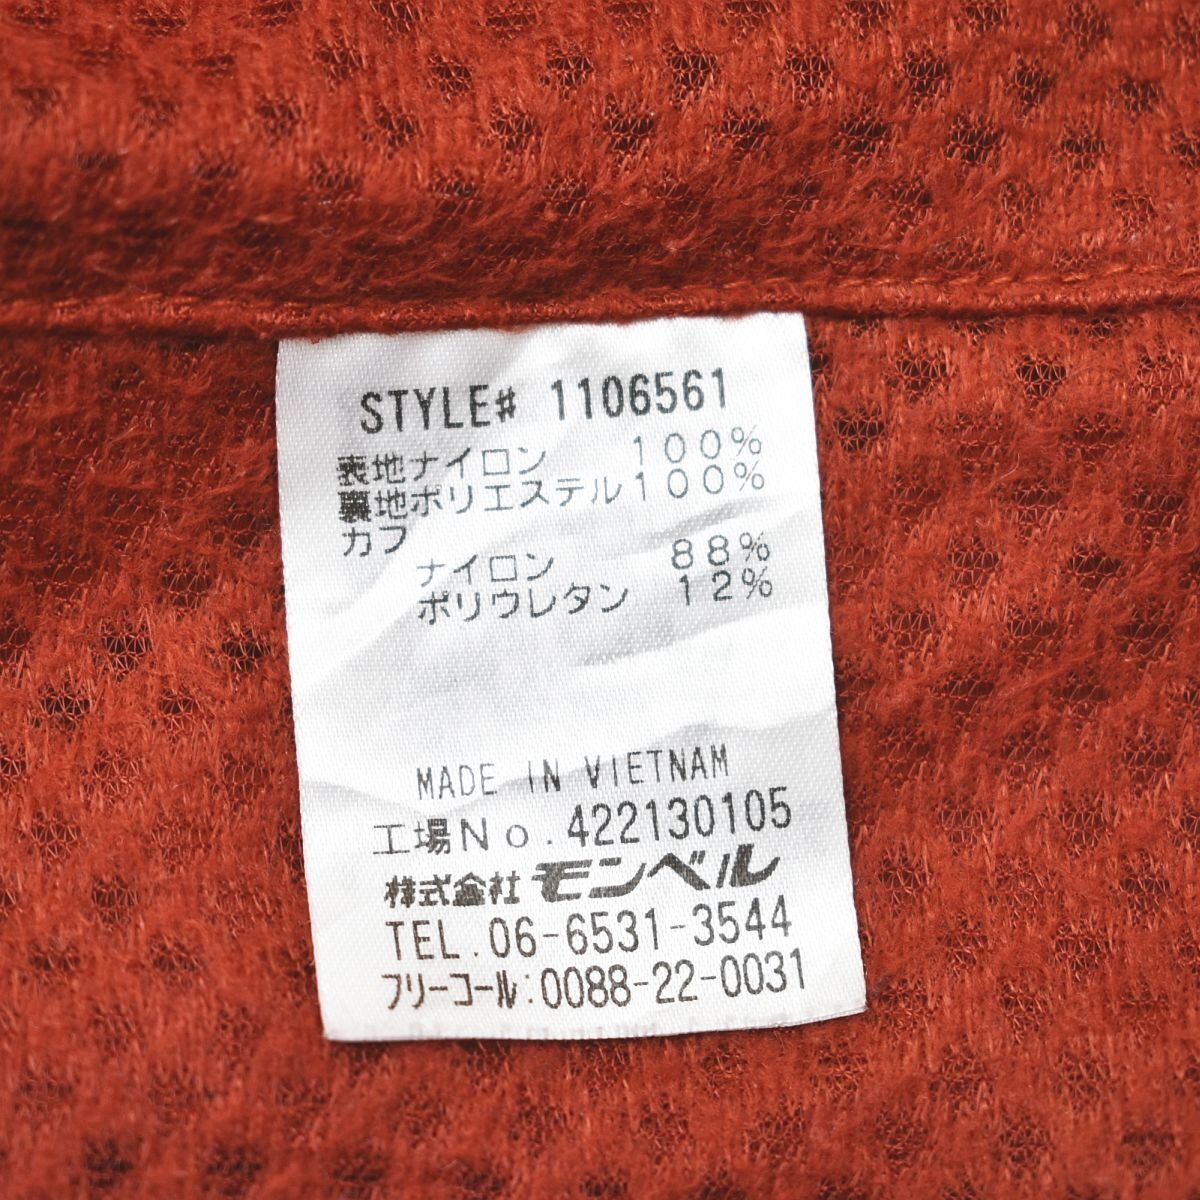 STYLE# 1106561
表地ナイロン 100%
裏地ポリエステル100%
カフ
ナイロン 88%
ポリウレタン 12%
MADE IN VIETNAM
工場No.422130105
株式会社 モンベル
TEL.06-6531-3544
フリーコール:0088-22-0031